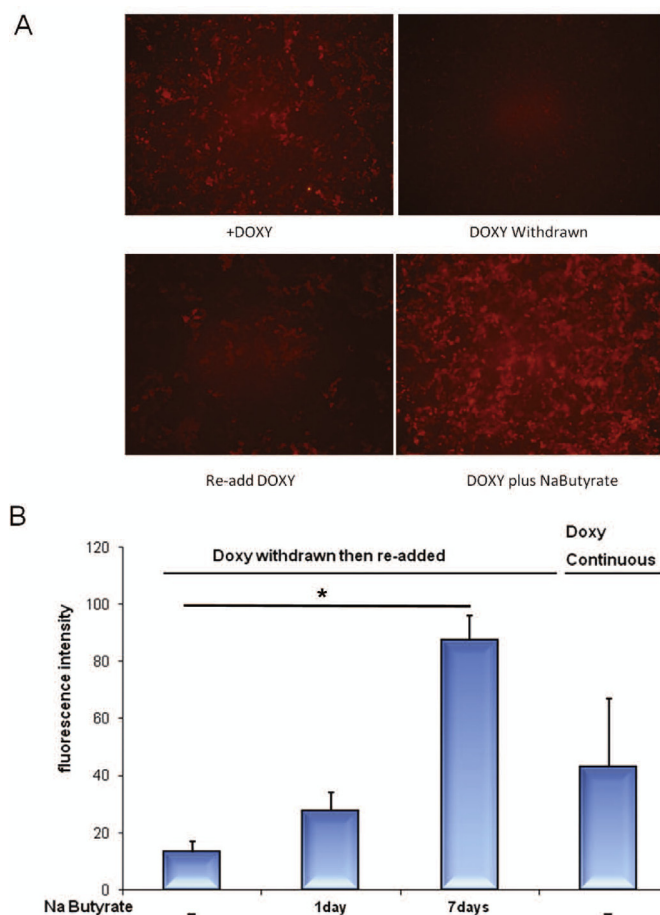 A
+DOXY
DOXY Withdrawn
Re-add DOXY
DOXY plus NaButyrate
B
Doxy
Continuous
Doxy withdrawn then re-added
*
fluorescence intensity
120
100
80
60
40
20
0
Na Butyrate – 1day 7days –